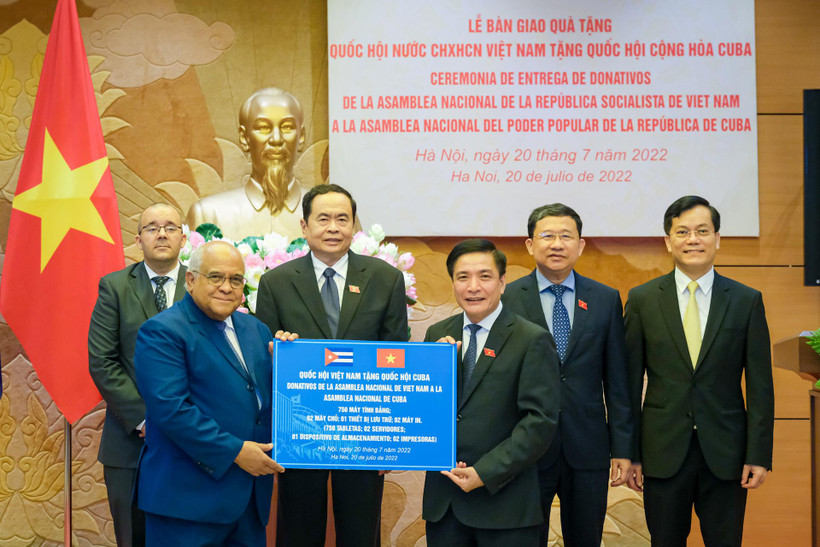 LỄ BÀN GIAO QUÀ TẶNG
QUỐC HỘI NƯỚC CHXHCN VIỆT NAM TẶNG QUỐC HỘI CỘNG HÒA CUBA
CEREMONIA DE ENTREGA DE DONATIVOS
DE LA ASAMBLEA NACIONAL DE LA REPÚBLICA SOCIALISTA DE VIET NAM
A LA ASAMBLEA NACIONAL DEL PODER POPULAR DE LA REPÚBLICA DE CUBA
Hà Nội, ngày 20 tháng 7 năm 2022
Ha Noi, 20 de julio de 2022
QUỐC HỘI VIỆT NAM TẶNG QUỐC HỘI CUBA
DONATIVOS DE LA ASAMBLEA NACIONAL DE VIET NAM A LA
ASAMBLEA NACIONAL DE CUBA
750 MÁY TÍNH BẢNG;
02 MÁY CHỦ; 01 THIẾT BỊ LƯU TRỮ; 02 MÁY IN.
(750 TABLETAS; 02 SERVIDORES;
01 DISPOSITIVO DE ALMACENAMIENTO; 02 IMPRESORAS)
Hà Nội, ngày 20 tháng 7 năm 2022
Ha Noi, 20 de julio de 2022